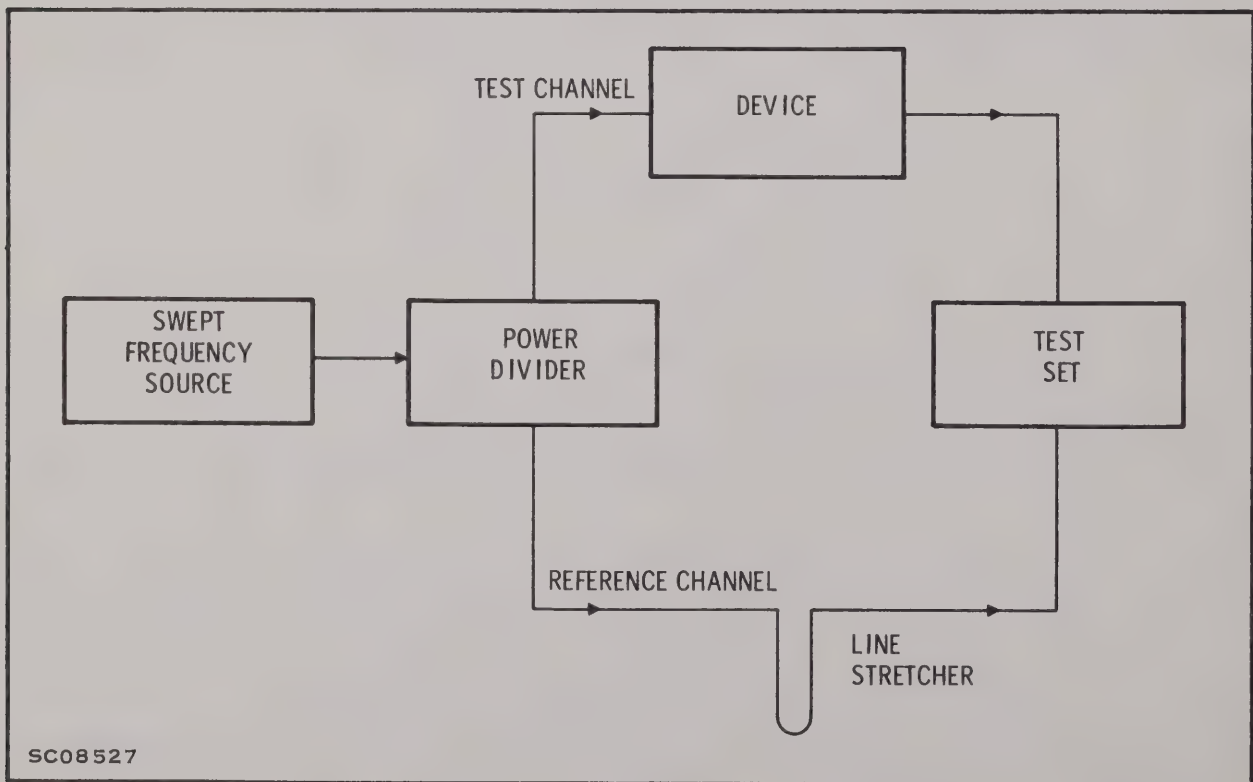 TEST CHANNEL
DEVICE
SWEPT
FREQUENCY
SOURCE
POWER
DIVIDER
TEST
SET
REFERENCE CHANNEL
LINE
STRETCHER
SC08527